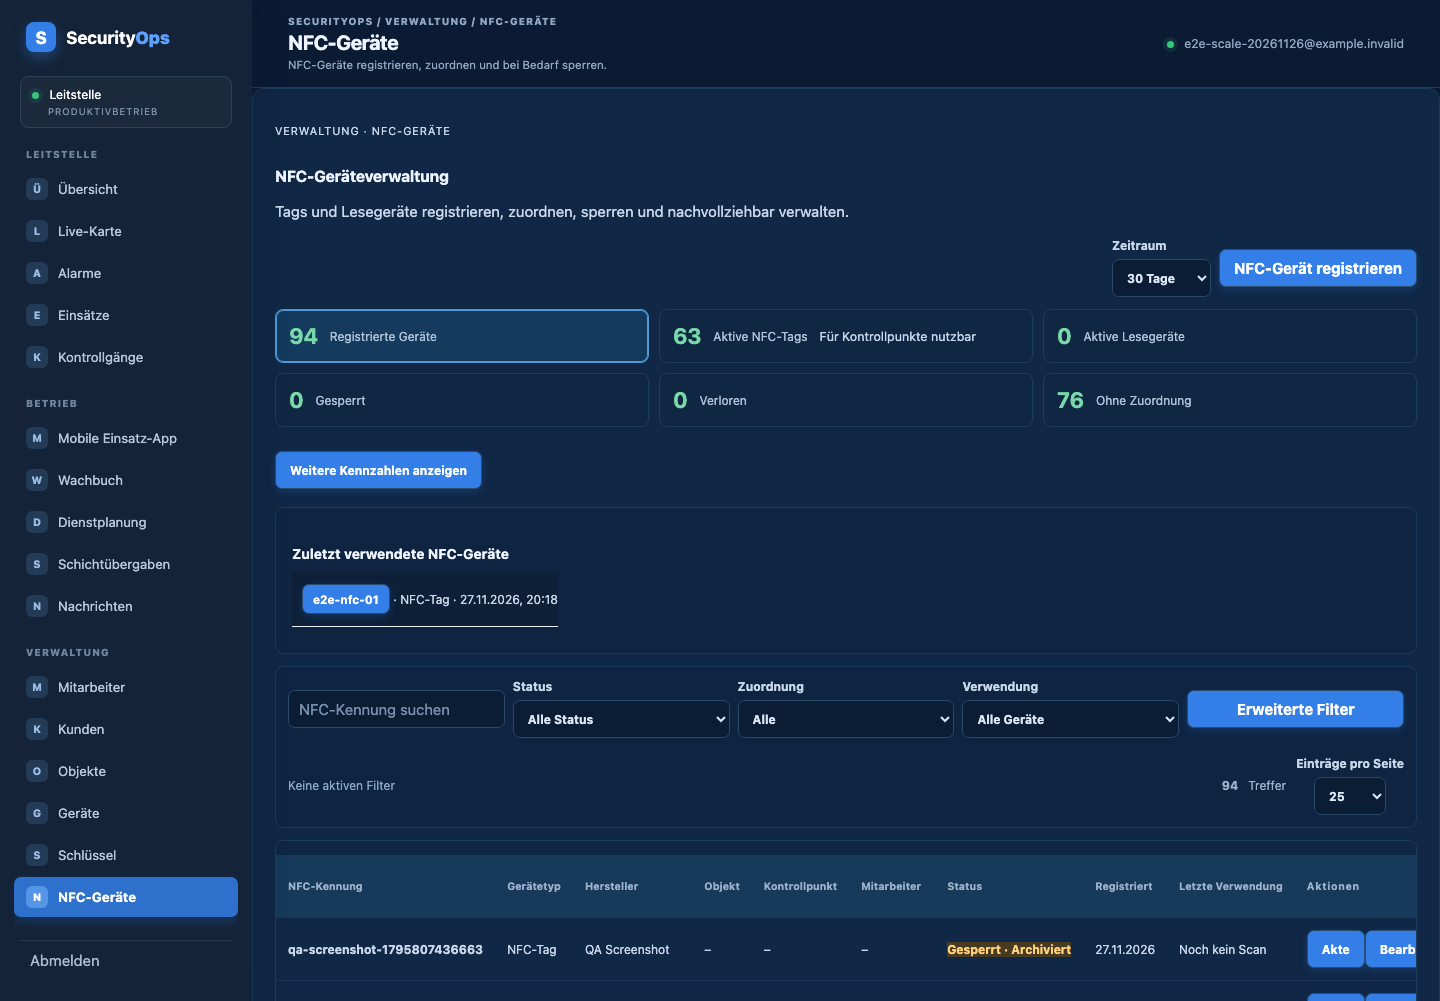 S SecurityOps
Leitstelle
PRODUKTIVBETRIEB
LEITSTELLE
Ü Übersicht
L Live-Karte
A Alarme
E Einsätze
K Kontrollgänge
BETRIEB
M Mobile Einsatz-App
W Wachbuch
D Dienstplanung
S Schichtübergaben
N Nachrichten
VERWALTUNG
M Mitarbeiter
K Kunden
O Objekte
G Geräte
S Schlüssel
N NFC-Geräte
Abmelden
SECURITYOPS / VERWALTUNG / NFC-GERÄTE
NFC-Geräte
NFC-Geräte registrieren, zuordnen und bei Bedarf sperren.
e2e-scale-20261126@example.invalid
VERWALTUNG · NFC-GERÄTE
NFC-Geräteverwaltung
Tags und Lesegeräte registrieren, zuordnen, sperren und nachvollziehbar verwalten.
Zeitraum
30 Tage
NFC-Gerät registrieren
94 Registrierte Geräte
63 Aktive NFC-Tags Für Kontrollpunkte nutzbar
0 Aktive Lesegeräte
0 Gesperrt
0 Verloren
76 Ohne Zuordnung
Weitere Kennzahlen anzeigen
Zuletzt verwendete NFC-Geräte
e2e-nfc-01 · NFC-Tag · 27.11.2026, 20:18
NFC-Kennung suchen
Status
Alle Status
Zuordnung
Alle
Verwendung
Alle Geräte
Erweiterte Filter
Keine aktiven Filter
94 Treffer
Einträge pro Seite
25
NFC-Kennung Gerätetyp Hersteller Objekt Kontrollpunkt Mitarbeiter Status Registriert Letzte Verwendung Aktionen
qa-screenshot-1795807436663 NFC-Tag QA Screenshot – – – Gesperrt · Archiviert 27.11.2026 Noch kein Scan Akte Bearb